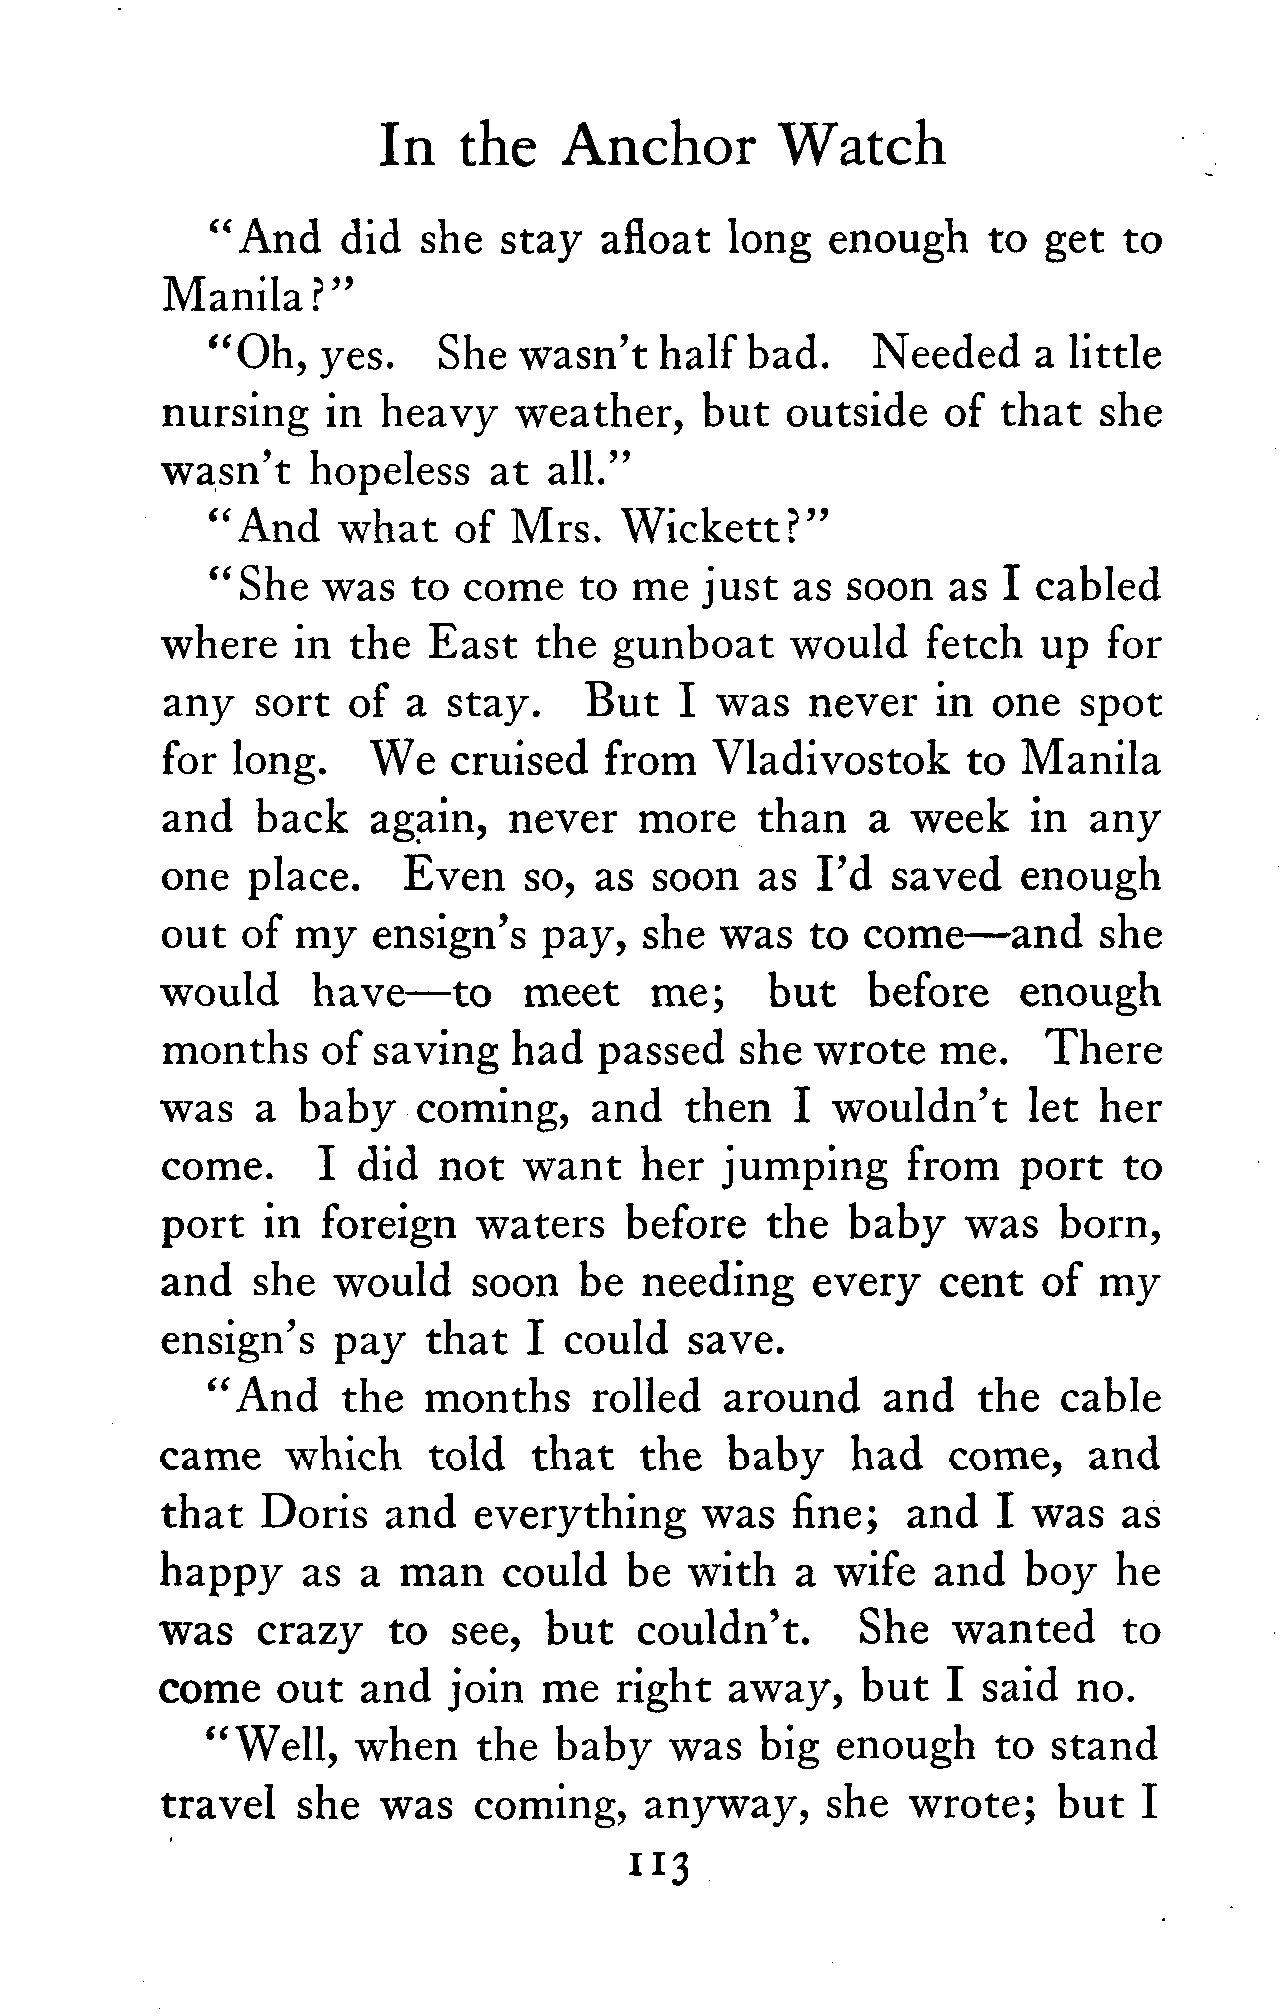 In the Anchor Watch
"And did she stay afloat long enough to get to
Manila?"
"Oh, yes. She wasn't half bad. Needed a little
nursing in heavy weather, but outside of that she
wasn't hopeless at all."
"And what of Mrs. Wickett?"
"She was to come to me just as soon as I cabled
where in the East the gunboat would fetch up for
any sort of a stay. But I was never in one spot
for long. We cruised from Vladivostok to Manila
and back again, never more than a week in any
one place. Even so, as soon as I'd saved enough
out of my ensign's pay, she was to come—and she
would have—to meet me; but before enough
months of saving had passed she wrote me. There
was a baby coming, and then I wouldn't let her
come. I did not want her jumping from port to
port in foreign waters before the baby was born,
and she would soon be needing every cent of my
ensign's pay that I could save.
"And the months rolled around and the cable
came which told that the baby had come, and
that Doris and everything was fine; and I was as
happy as a man could be with a wife and boy he
was crazy to see, but couldn't. She wanted to
come out and join me right away, but I said no.
"Well, when the baby was big enough to stand
travel she was coming, anyway, she wrote; but I
113